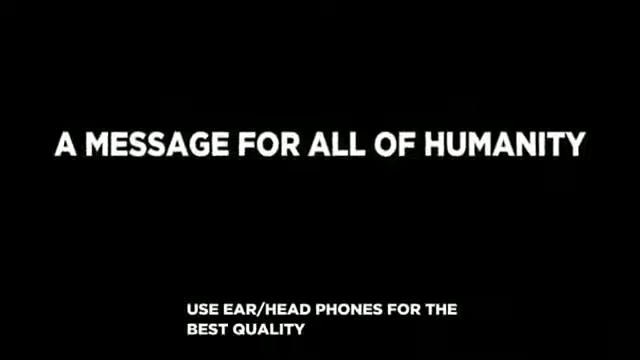 A MESSAGE FOR ALL OF HUMANITY
USE EAR/HEAD PHONES FOR THE
BEST QUALITY